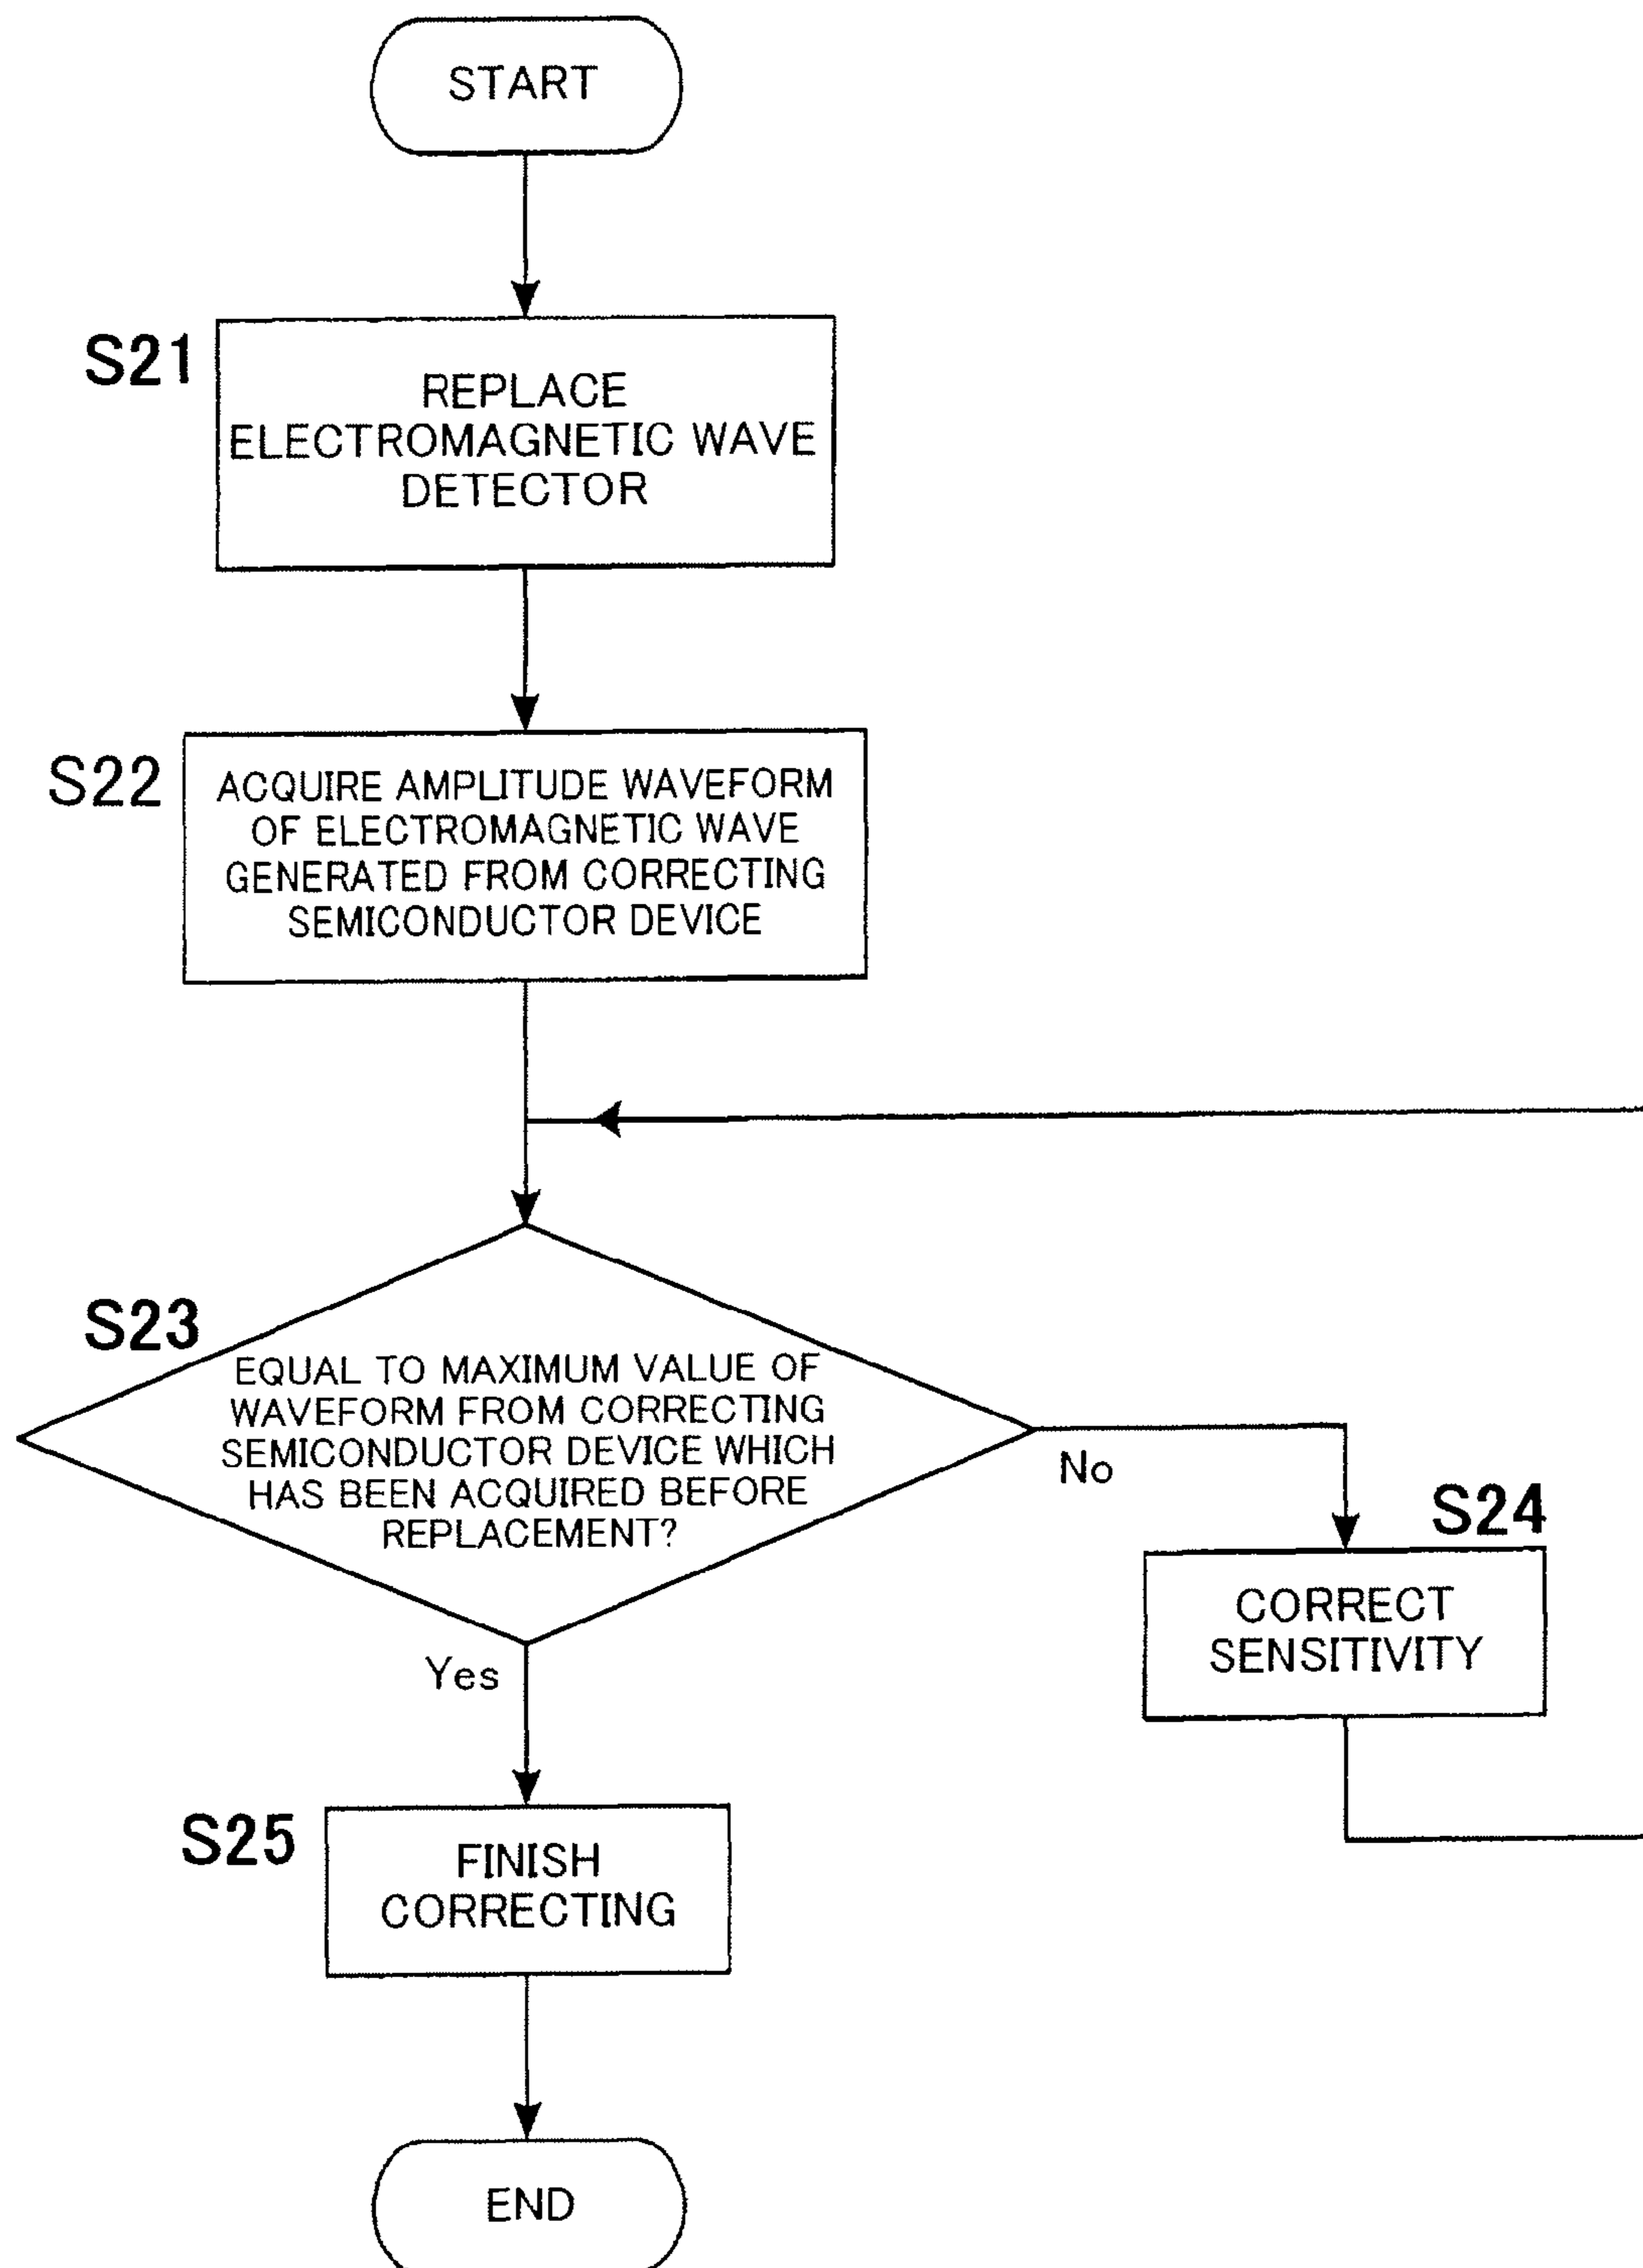 START
S21
REPLACE
ELECTROMAGNETIC WAVE
DETECTOR
S22
ACQUIRE AMPLITUDE WAVEFORM
OF ELECTROMAGNETIC WAVE
GENERATED FROM CORRECTING
SEMICONDUCTOR DEVICE
S23
EQUAL TO MAXIMUM VALUE OF
WAVEFORM FROM CORRECTING
SEMICONDUCTOR DEVICE WHICH
HAS BEEN ACQUIRED BEFORE
REPLACEMENT?
No
S24
CORRECT
SENSITIVITY
Yes
S25
FINISH
CORRECTING
END